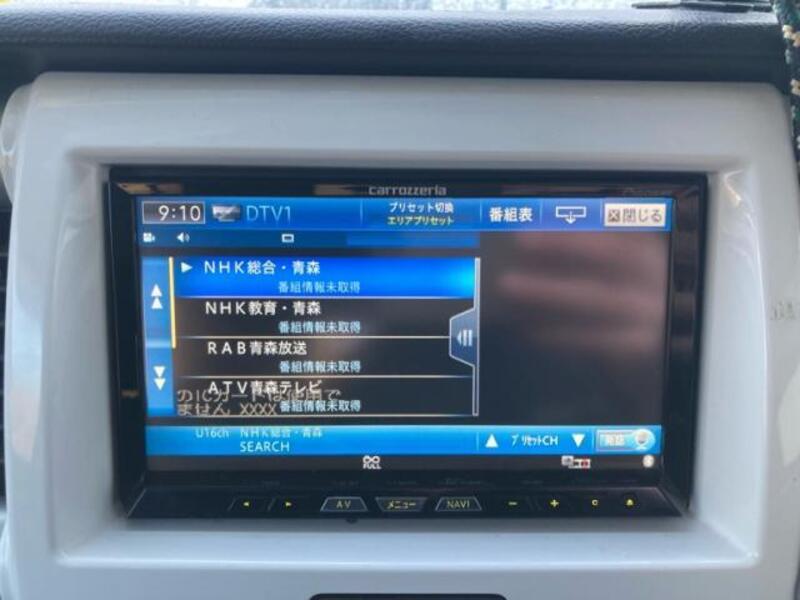 carrozzeria
9:10 DTV1 プリセット切換 番組表 閉じる
エリアプリセット
NHK総合・青森
番組情報未取得
NHK教育・青森
番組情報未取得
RAB青森放送
番組情報未取得
ATV青森テレビ
のICカードは使用で
ません XXXX 番組情報未取得
U16ch NHK総合・青森 プリセットCH 発話
SEARCH
FULL
AV メニュー NAVI